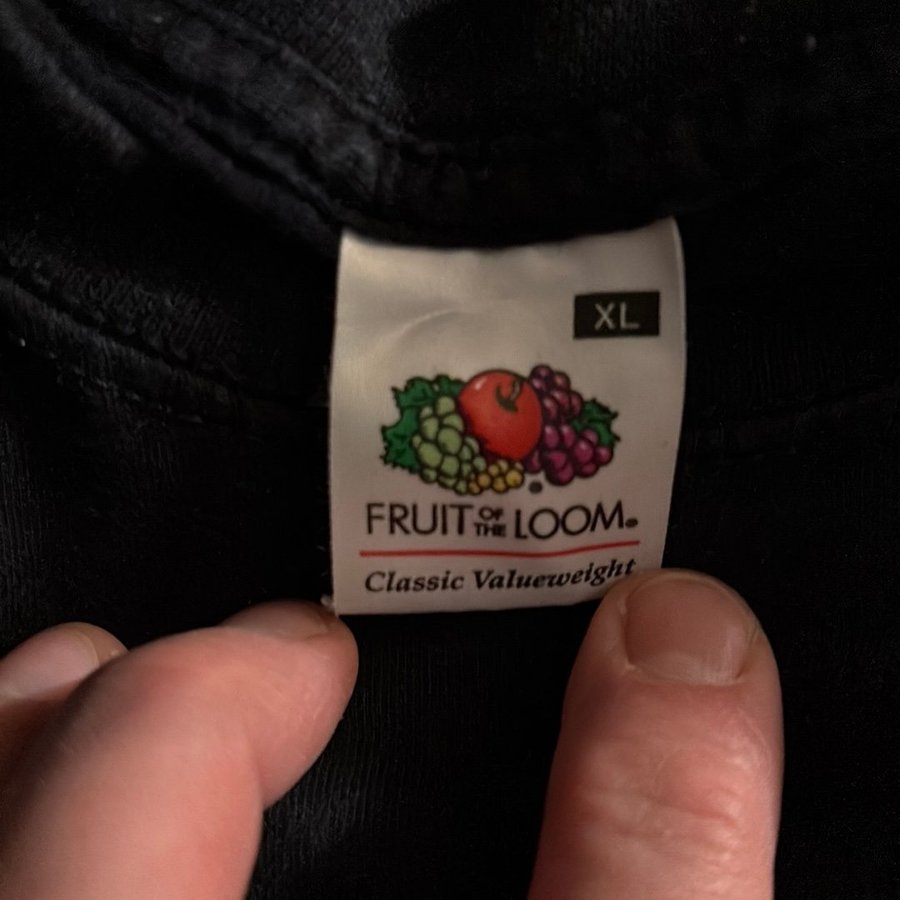 XL
FRUIT OF THE LOOM®
Classic Valueweight